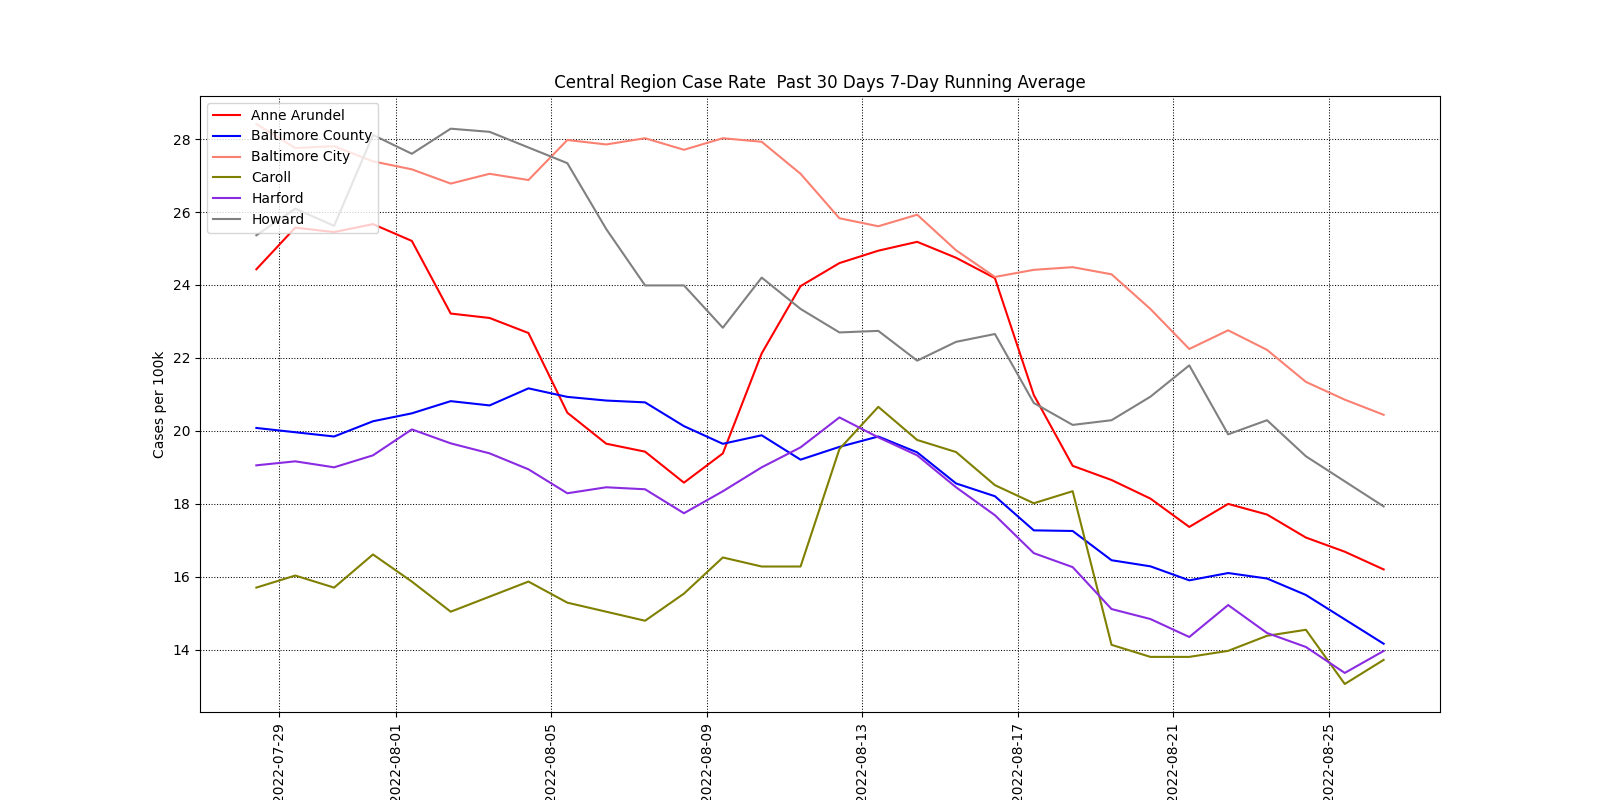 Central Region Case Rate  Past 30 Days 7-Day Running Average
Anne Arundel
Baltimore County
Baltimore City
Caroll
Harford
Howard
Cases per 100k
28
26
24
22
20
18
16
14
2022-07-29
2022-08-01
2022-08-05
2022-08-09
2022-08-13
2022-08-17
2022-08-21
2022-08-25